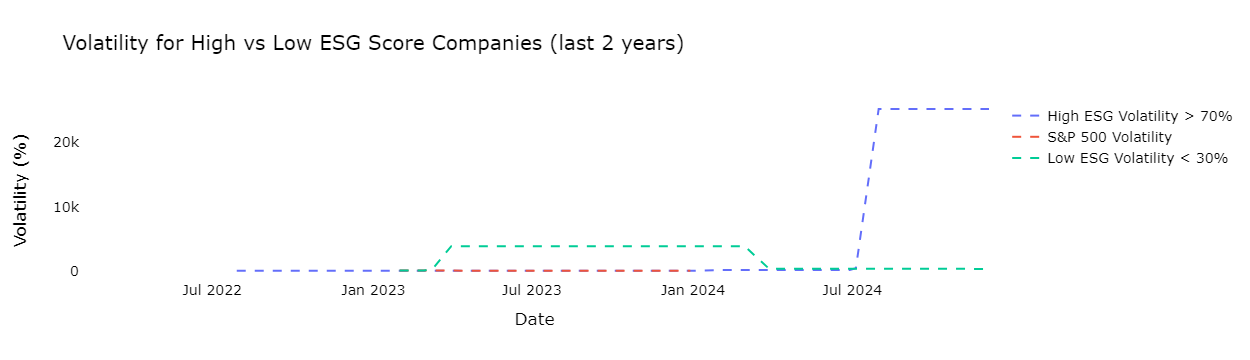 Volatility for High vs Low ESG Score Companies (last 2 years)
Volatility (%)
20k
10k
0
Jul 2022
Jan 2023
Jul 2023
Jan 2024
Jul 2024
Date
High ESG Volatility > 70%
S&P 500 Volatility
Low ESG Volatility < 30%